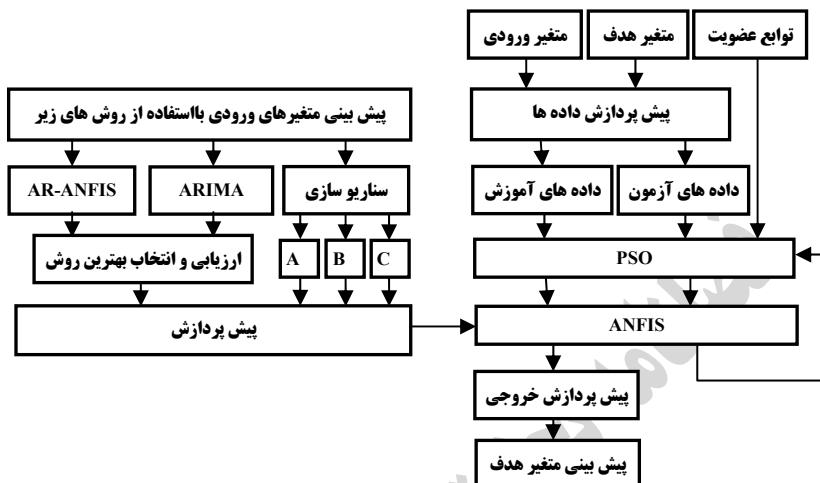 توابع عضویت
متغیر هدف
متغیر ورودی
پیش پردازش داده ها
داده های آزمون
داده های آموزش
PSO
ANFIS
پیش پردازش خروجی
پیش بینی متغیر هدف
پیش بینی متغیرهای ورودی بااستفاده از روش های زیر
سناریو سازی
ARIMA
AR-ANFIS
A
B
C
ارزیابی و انتخاب بهترین روش
پیش پردازش